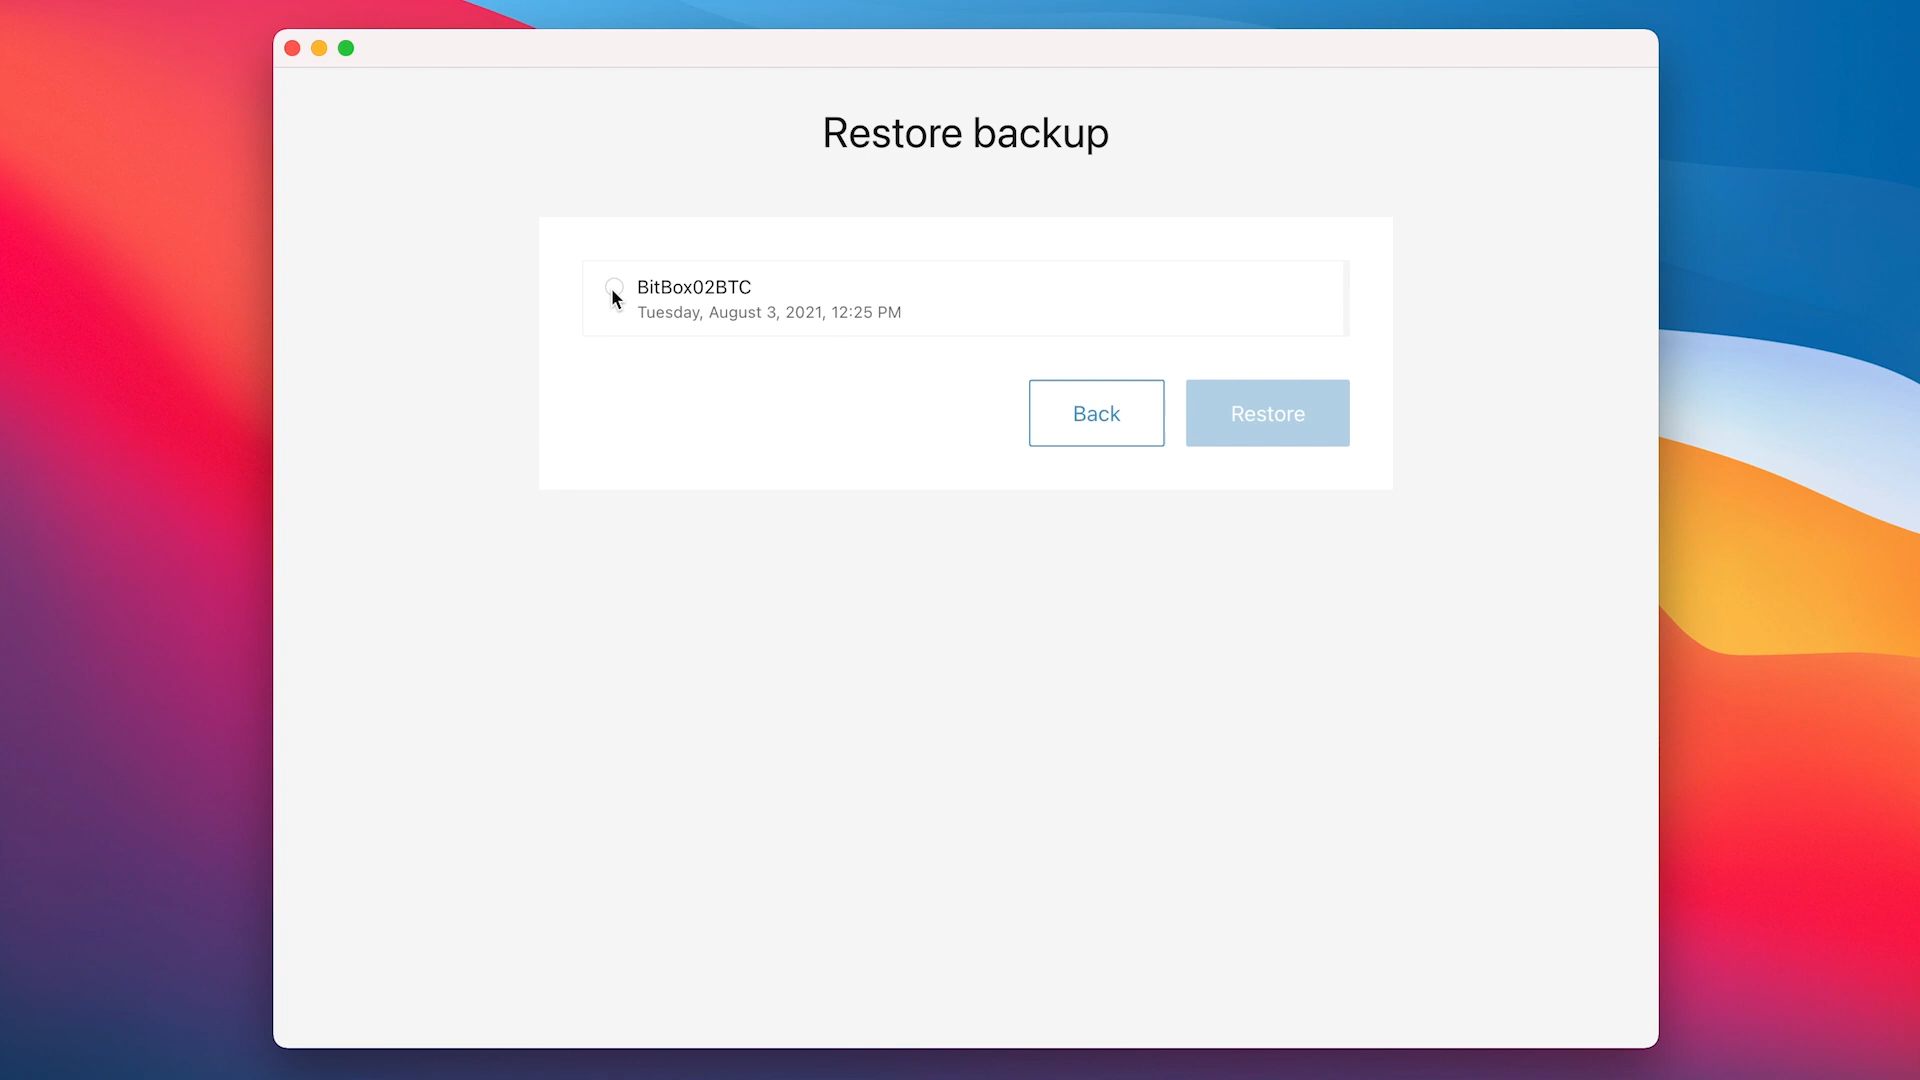 Restore backup
BitBox02BTC
Tuesday, August 3, 2021, 12:25 PM
Back
Restore